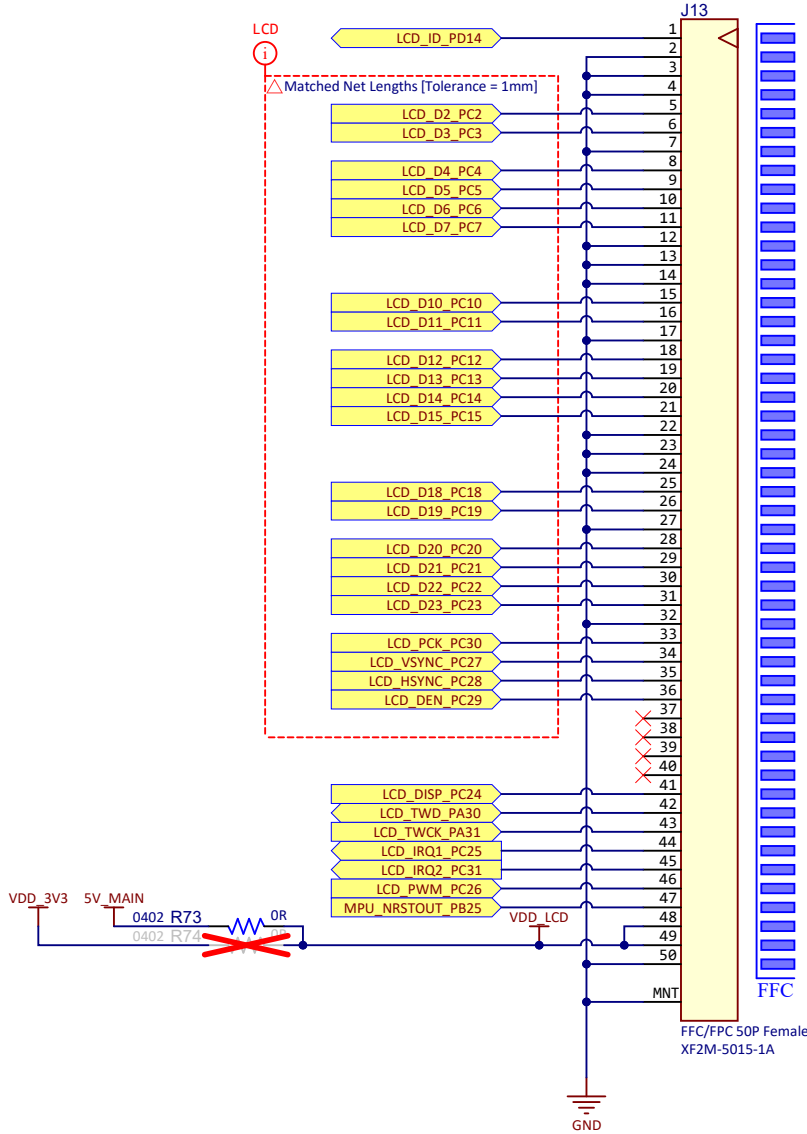 J13
LCD
i
LCD_ID_PD14 1
2
Matched Net Lengths [Tolerance = 1mm] 3
4
LCD_D2_PC2 5
LCD_D3_PC3 6
7
LCD_D4_PC4 8
LCD_D5_PC5 9
LCD_D6_PC6 10
LCD_D7_PC7 11
12
13
14
LCD_D10_PC10 15
LCD_D11_PC11 16
17
LCD_D12_PC12 18
LCD_D13_PC13 19
LCD_D14_PC14 20
LCD_D15_PC15 21
22
23
24
LCD_D18_PC18 25
LCD_D19_PC19 26
27
LCD_D20_PC20 28
LCD_D21_PC21 29
LCD_D22_PC22 30
LCD_D23_PC23 31
32
LCD_PCK_PC30 33
LCD_VSYNC_PC27 34
LCD_HSYNC_PC28 35
LCD_DEN_PC29 36
37
38
39
40
LCD_DISP_PC24 41
LCD_TWD_PA30 42
LCD_TWCK_PA31 43
LCD_IRQ1_PC25 44
LCD_IRQ2_PC31 45
LCD_PWM_PC26 46
MPU_NRSTOUT_PB25 47
VDD_3V3 5V_MAIN
0402 R73 0R VDD_LCD 48
0402 R74 0R 49
50
MNT
FFC
FFC/FPC 50P Female
XF2M-5015-1A
GND